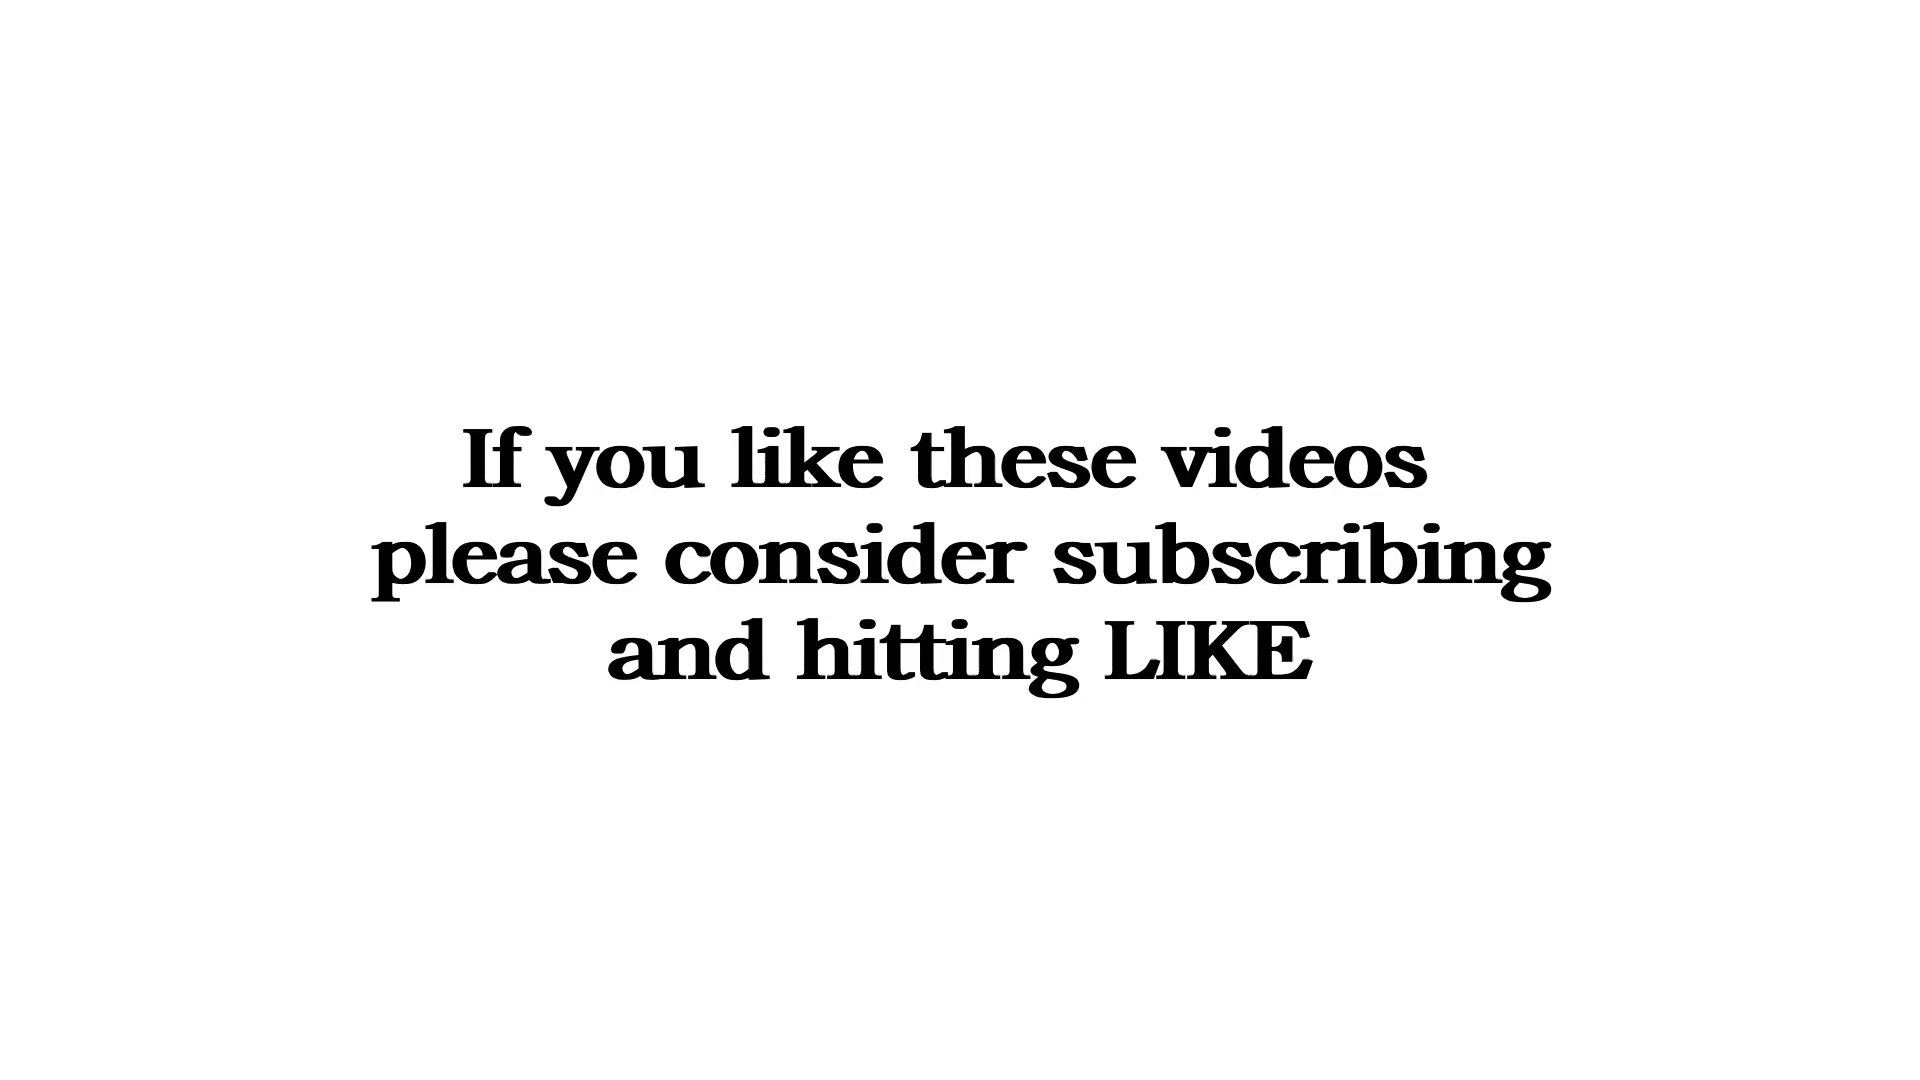 If you like these videos
please consider subscribing
and hitting LIKE